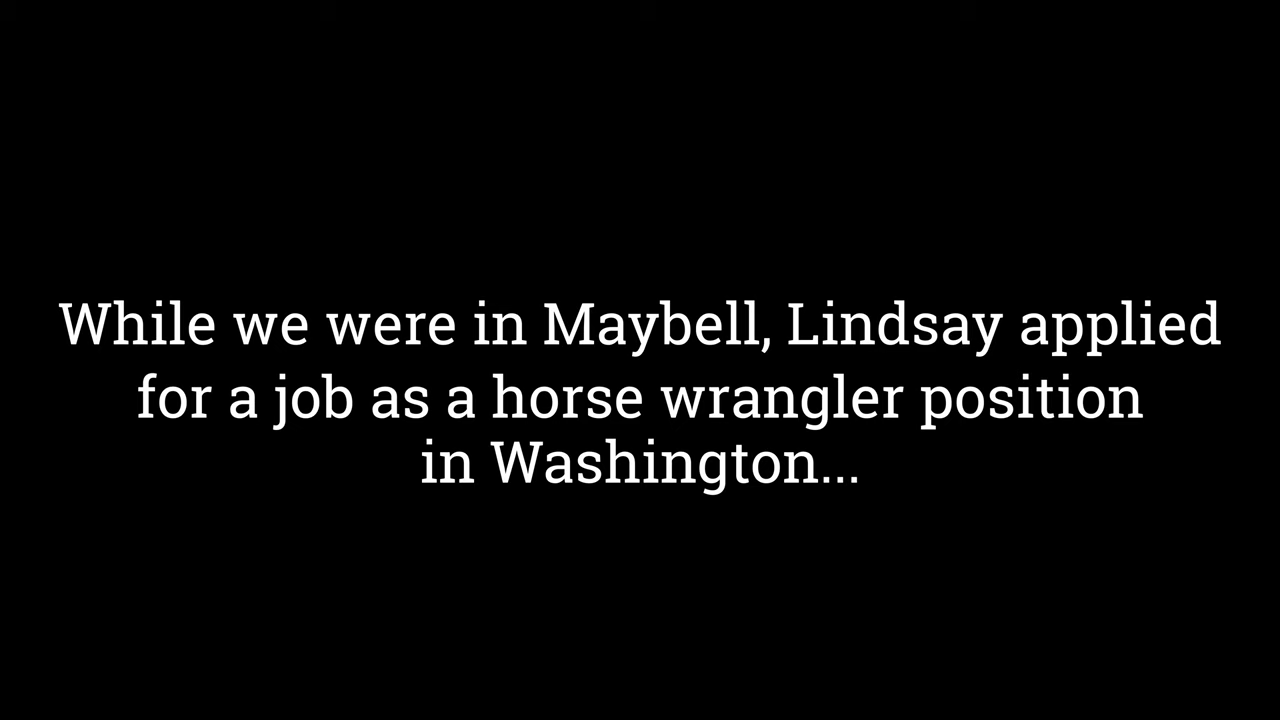 While we were in Maybell, Lindsay applied
for a job as a horse wrangler position
in Washington...